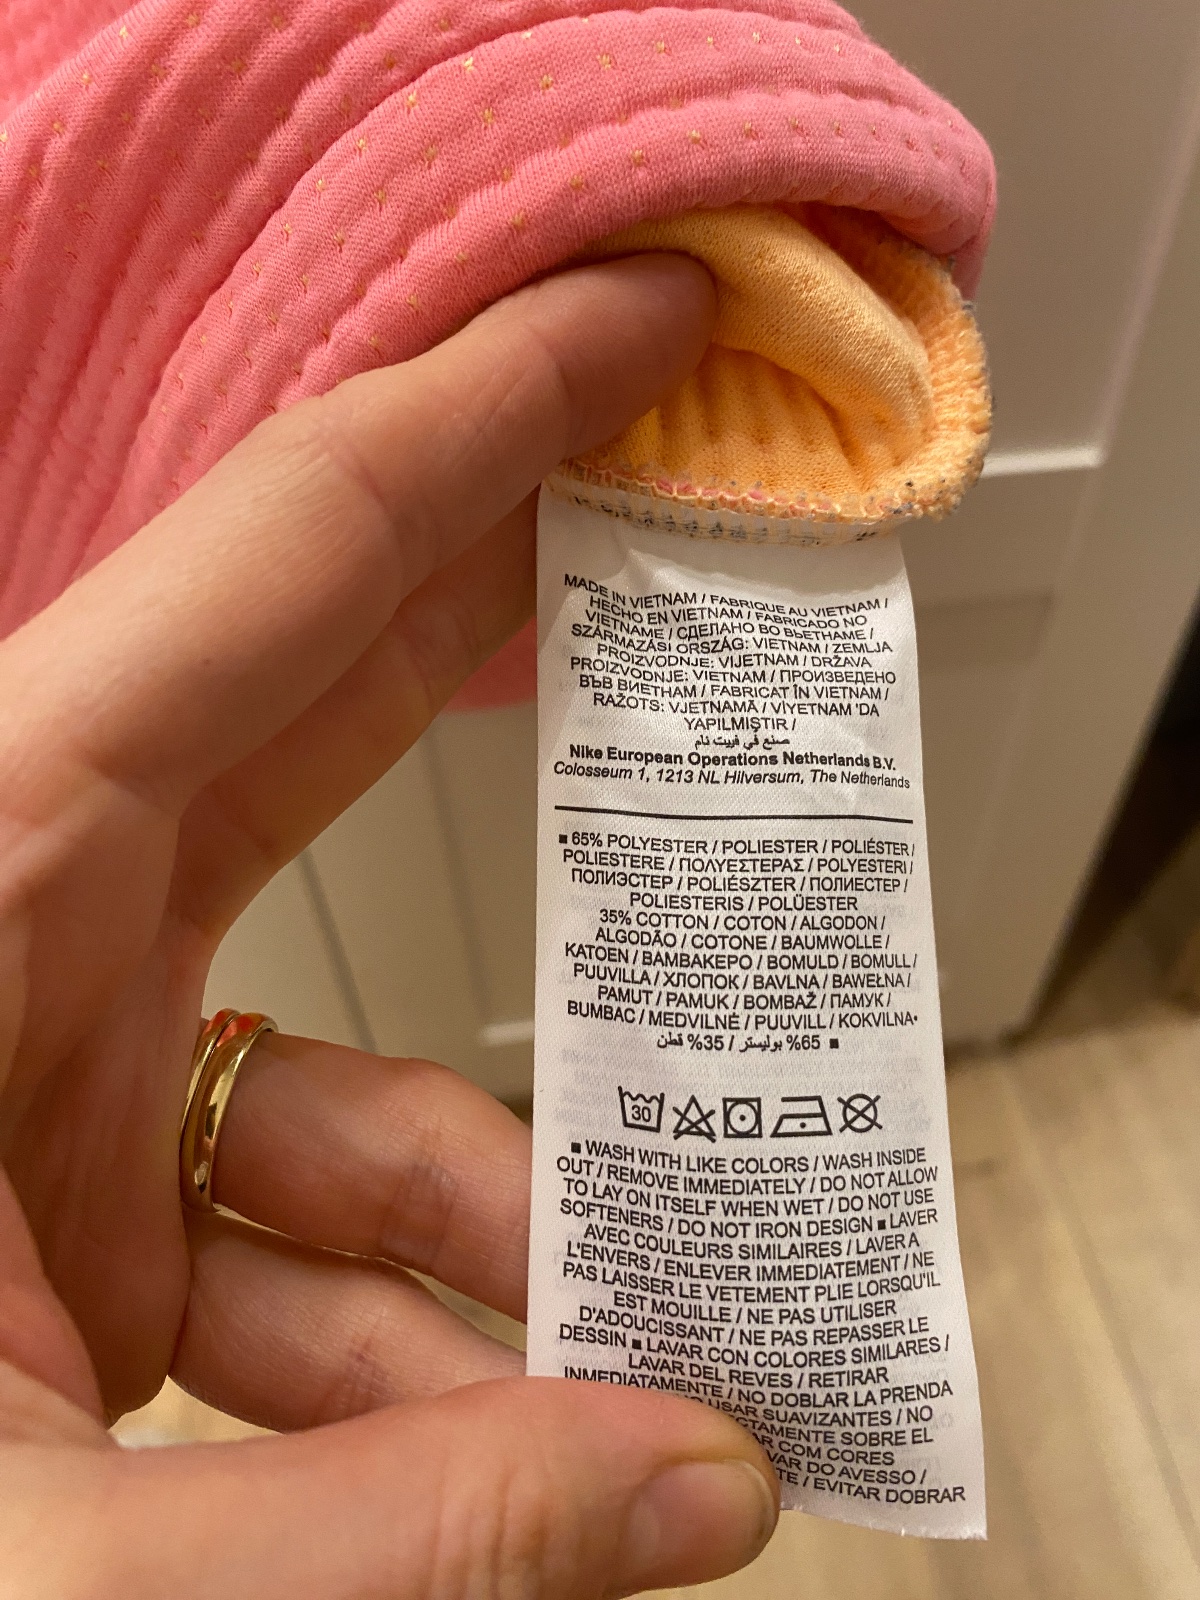 MADE IN VIETNAM / FABRIQUE AU VIETNAM /
HECHO EN VIETNAM / FABRICADO NO
VIETNAME / СДЕЛАНО ВО ВЬЕТНАМЕ /
SZÁRMAZÁSI ORSZÁG: VIETNAM / ZEMLJA
PROIZVODNJE: VIJETNAM / DRŽAVA
PROIZVODNJE: VIETNAM / ПРОИЗВЕДЕНО
ВЪВ ВИЕТНАМ / FABRICAT ÎN VIETNAM /
RAŽOTS: VJETNAMĀ / VİYETNAM 'DA
YAPILMIŞTIR /
صنع في فييت نام
Nike European Operations Netherlands B.V.
Colosseum 1, 1213 NL Hilversum, The Netherlands
■ 65% POLYESTER / POLIESTER / POLIÉSTER /
POLIESTERE / ΠΟΛΥΕΣΤΕΡΑΣ / POLYESTERI /
ПОЛИЭСТЕР / POLIÉSZTER / ПОЛИЕСТЕР /
POLIESTERIS / POLÜESTER
35% COTTON / COTON / ALGODON /
ALGODÃO / COTONE / BAUMWOLLE /
KATOEN / ΒΑΜΒΑΚΕΡΟ / BOMULD / BOMULL /
PUUVILLA / ХЛОПОК / BAVLNA / BAWEŁNA /
PAMUT / PAMUK / BOMBAŽ / ПАМУК /
BUMBAC / MEDVILNĖ / PUUVILL / KOKVILNA•
■ 65% بوليستر / 35% قطن
30
■ WASH WITH LIKE COLORS / WASH INSIDE
OUT / REMOVE IMMEDIATELY / DO NOT ALLOW
TO LAY ON ITSELF WHEN WET / DO NOT USE
SOFTENERS / DO NOT IRON DESIGN ■ LAVER
AVEC COULEURS SIMILAIRES / LAVER A
L'ENVERS / ENLEVER IMMEDIATEMENT / NE
PAS LAISSER LE VETEMENT PLIE LORSQU'IL
EST MOUILLE / NE PAS UTILISER
D'ADOUCISSANT / NE PAS REPASSER LE
DESSIN ■ LAVAR CON COLORES SIMILARES /
LAVAR DEL REVES / RETIRAR
INMEDIATAMENTE / NO DOBLAR LA PRENDA
USAR SUAVIZANTES / NO
CTAMENTE SOBRE EL
COM CORES
VAR DO AVESSO /
TE / EVITAR DOBRAR